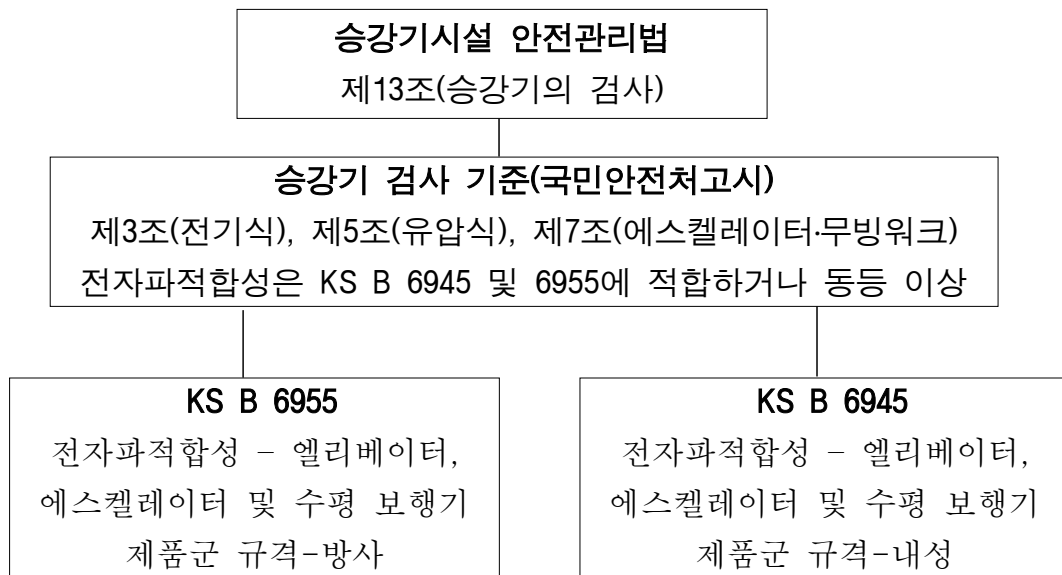 승강기시설 안전관리법
제13조(승강기의 검사)
승강기 검사 기준(국민안전처고시)
제3조(전기식), 제5조(유압식), 제7조(에스켈레이터·무빙워크)
전자파적합성은 KS B 6945 및 6955에 적합하거나 동등 이상
KS B 6955
전자파적합성 – 엘리베이터,
에스켈레이터 및 수평 보행기
제품군 규격-방사
KS B 6945
전자파적합성 – 엘리베이터,
에스켈레이터 및 수평 보행기
제품군 규격-내성